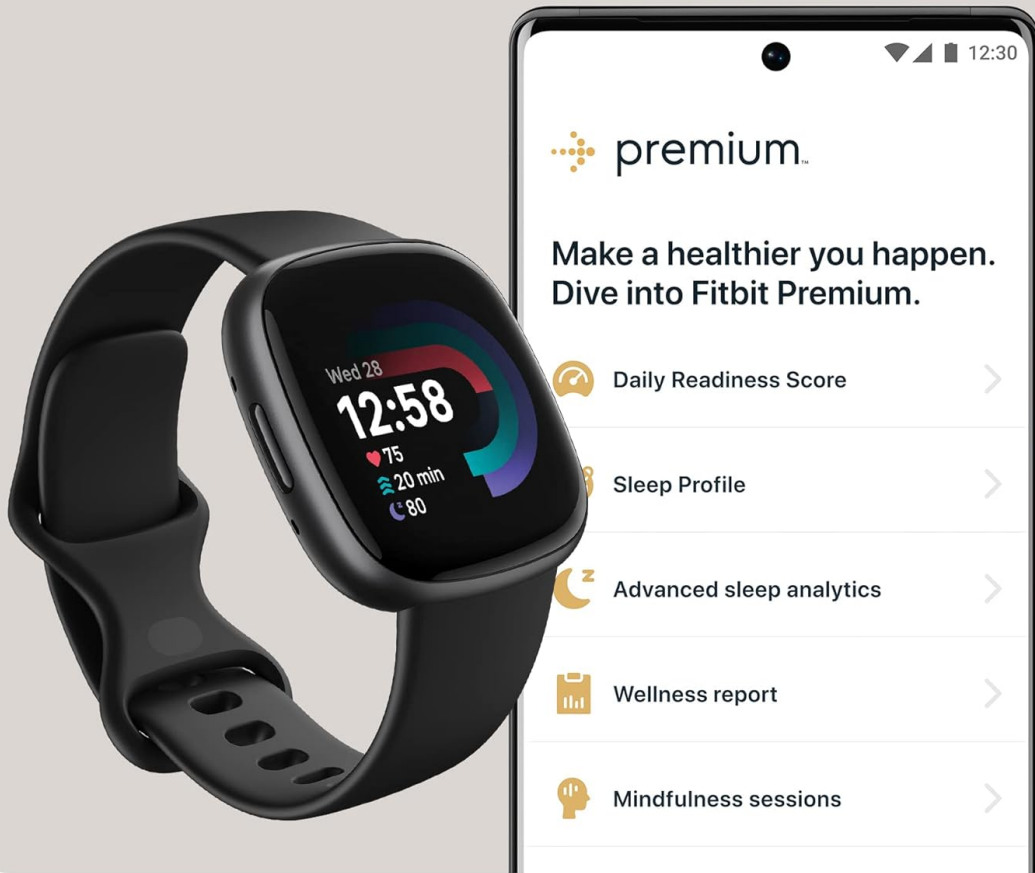 Wed 28
12:58
75
20 min
z
80
12:30
premium™
Make a healthier you happen.
Dive into Fitbit Premium.
Daily Readiness Score
Sleep Profile
z
Advanced sleep analytics
Wellness report
Mindfulness sessions